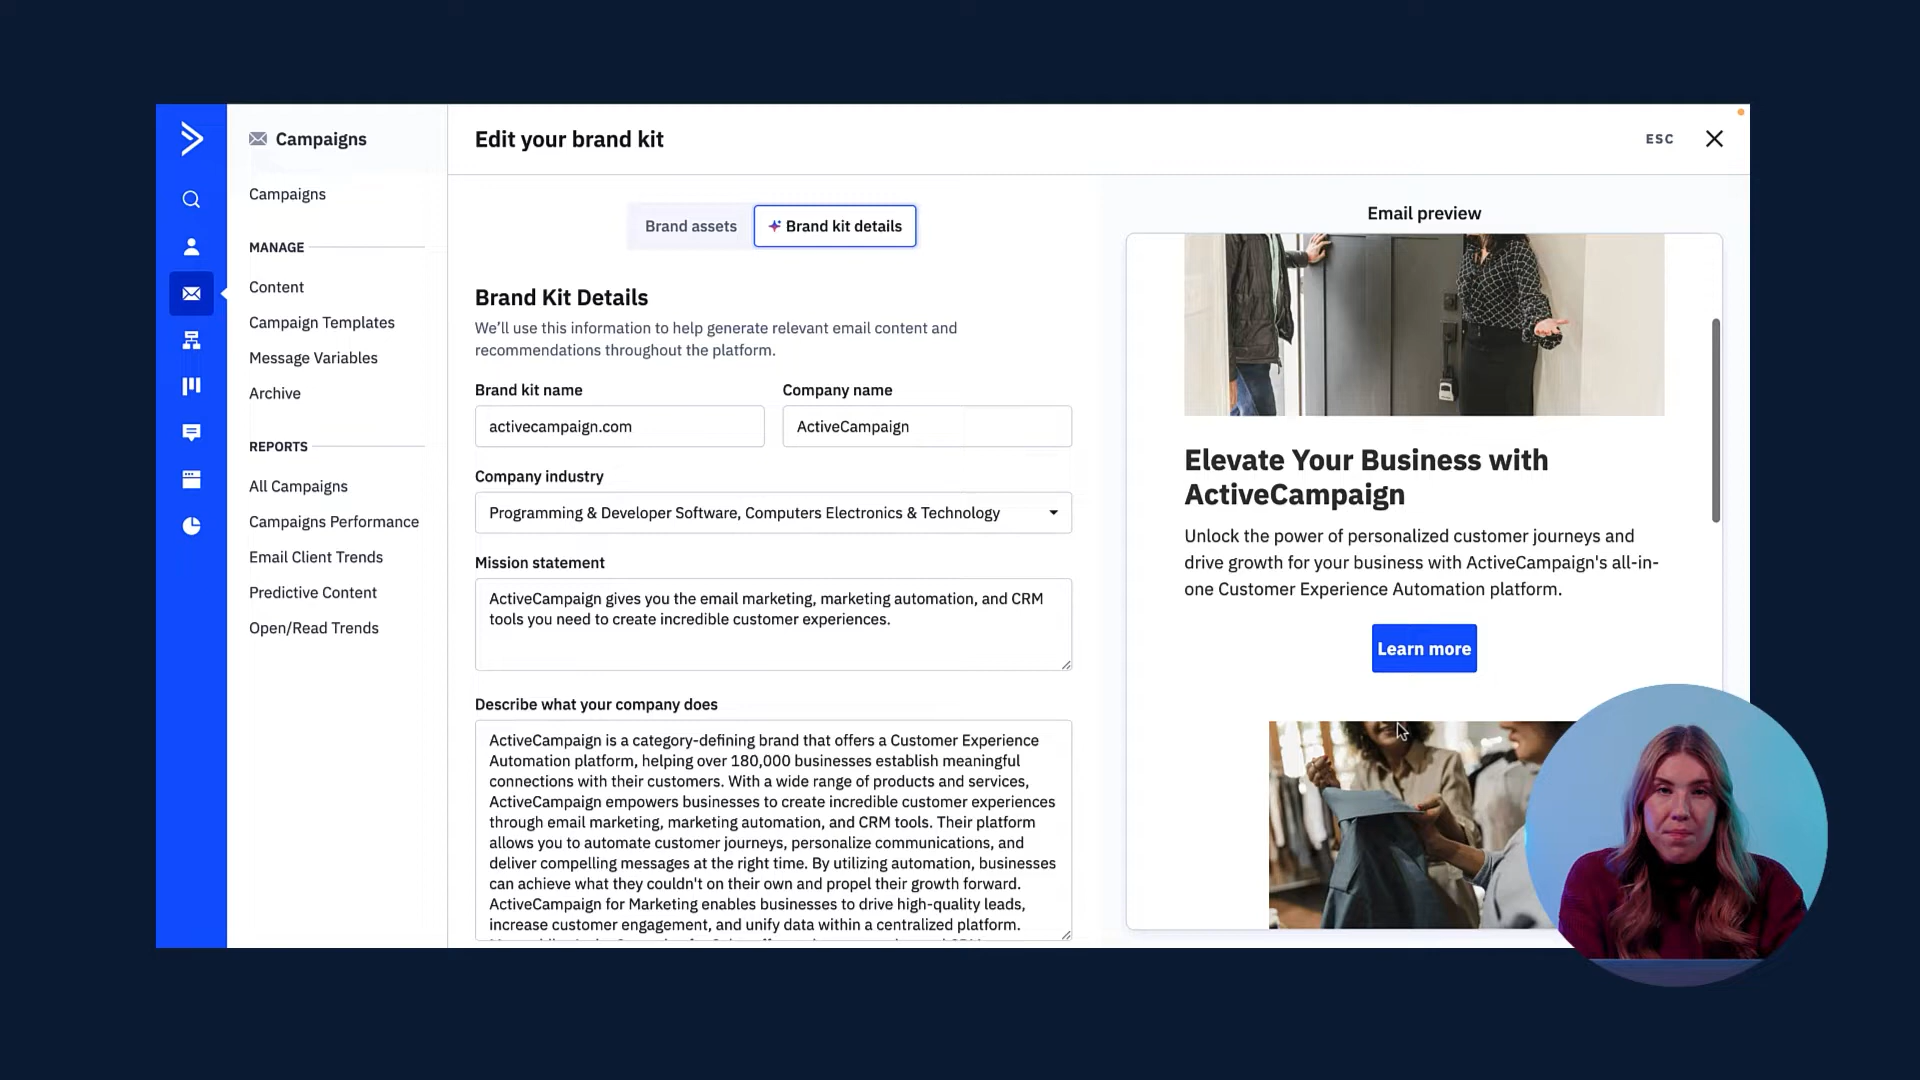 Campaigns
Campaigns
MANAGE
Content
Campaign Templates
Message Variables
Archive
REPORTS
All Campaigns
Campaigns Performance
Email Client Trends
Predictive Content
Open/Read Trends
Edit your brand kit
ESC
Brand assets
Brand kit details
Brand Kit Details
We’ll use this information to help generate relevant email content and
recommendations throughout the platform.
Brand kit name
Company name
activecampaign.com
ActiveCampaign
Company industry
Programming & Developer Software, Computers Electronics & Technology
Mission statement
ActiveCampaign gives you the email marketing, marketing automation, and CRM
tools you need to create incredible customer experiences.
Describe what your company does
ActiveCampaign is a category-defining brand that offers a Customer Experience
Automation platform, helping over 180,000 businesses establish meaningful
connections with their customers. With a wide range of products and services,
ActiveCampaign empowers businesses to create incredible customer experiences
through email marketing, marketing automation, and CRM tools. Their platform
allows you to automate customer journeys, personalize communications, and
deliver compelling messages at the right time. By utilizing automation, businesses
can achieve what they couldn't on their own and propel their growth forward.
ActiveCampaign for Marketing enables businesses to drive high-quality leads,
increase customer engagement, and unify data within a centralized platform.
Email preview
Elevate Your Business with
ActiveCampaign
Unlock the power of personalized customer journeys and
drive growth for your business with ActiveCampaign's all-in-
one Customer Experience Automation platform.
Learn more